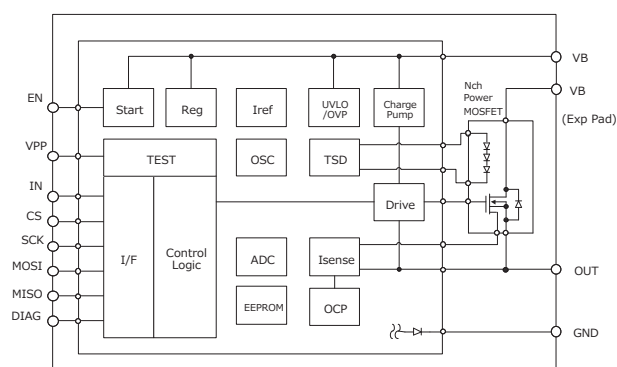 VB
Nch
Power
MOSFET
VB
(Exp Pad)
EN
Start
Reg
Iref
UVLO
/OVP
Charge
Pump
VPP
TEST
OSC
TSD
IN
CS
SCK
MOSI
MISO
DIAG
I/F
Control
Logic
Drive
ADC
Isense
OUT
EEPROM
OCP
GND